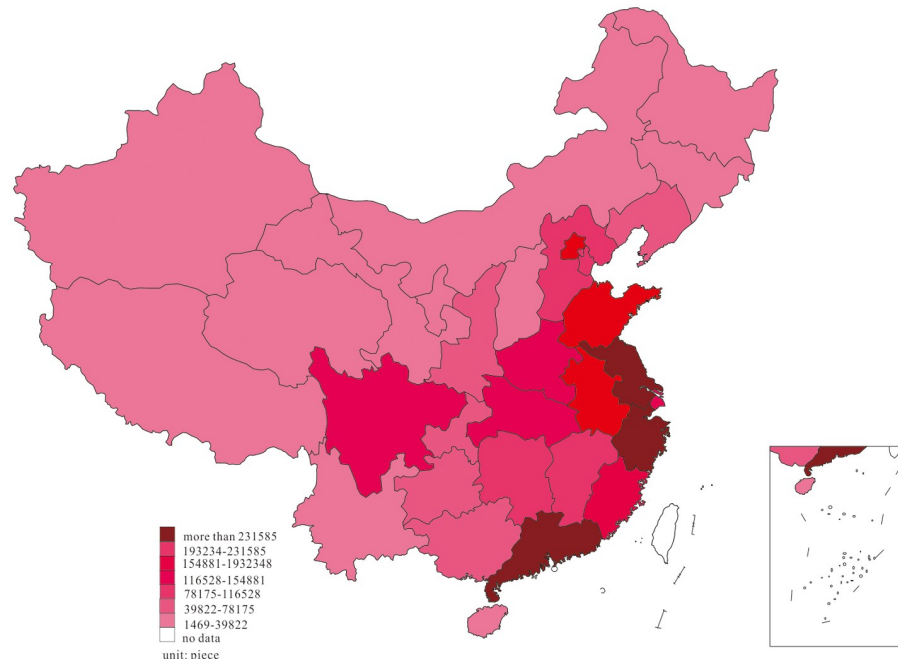 more than 231585
193234-231585
154881-1932348
116528-154881
78175-116528
39822-78175
1469-39822
no data
unit: piece